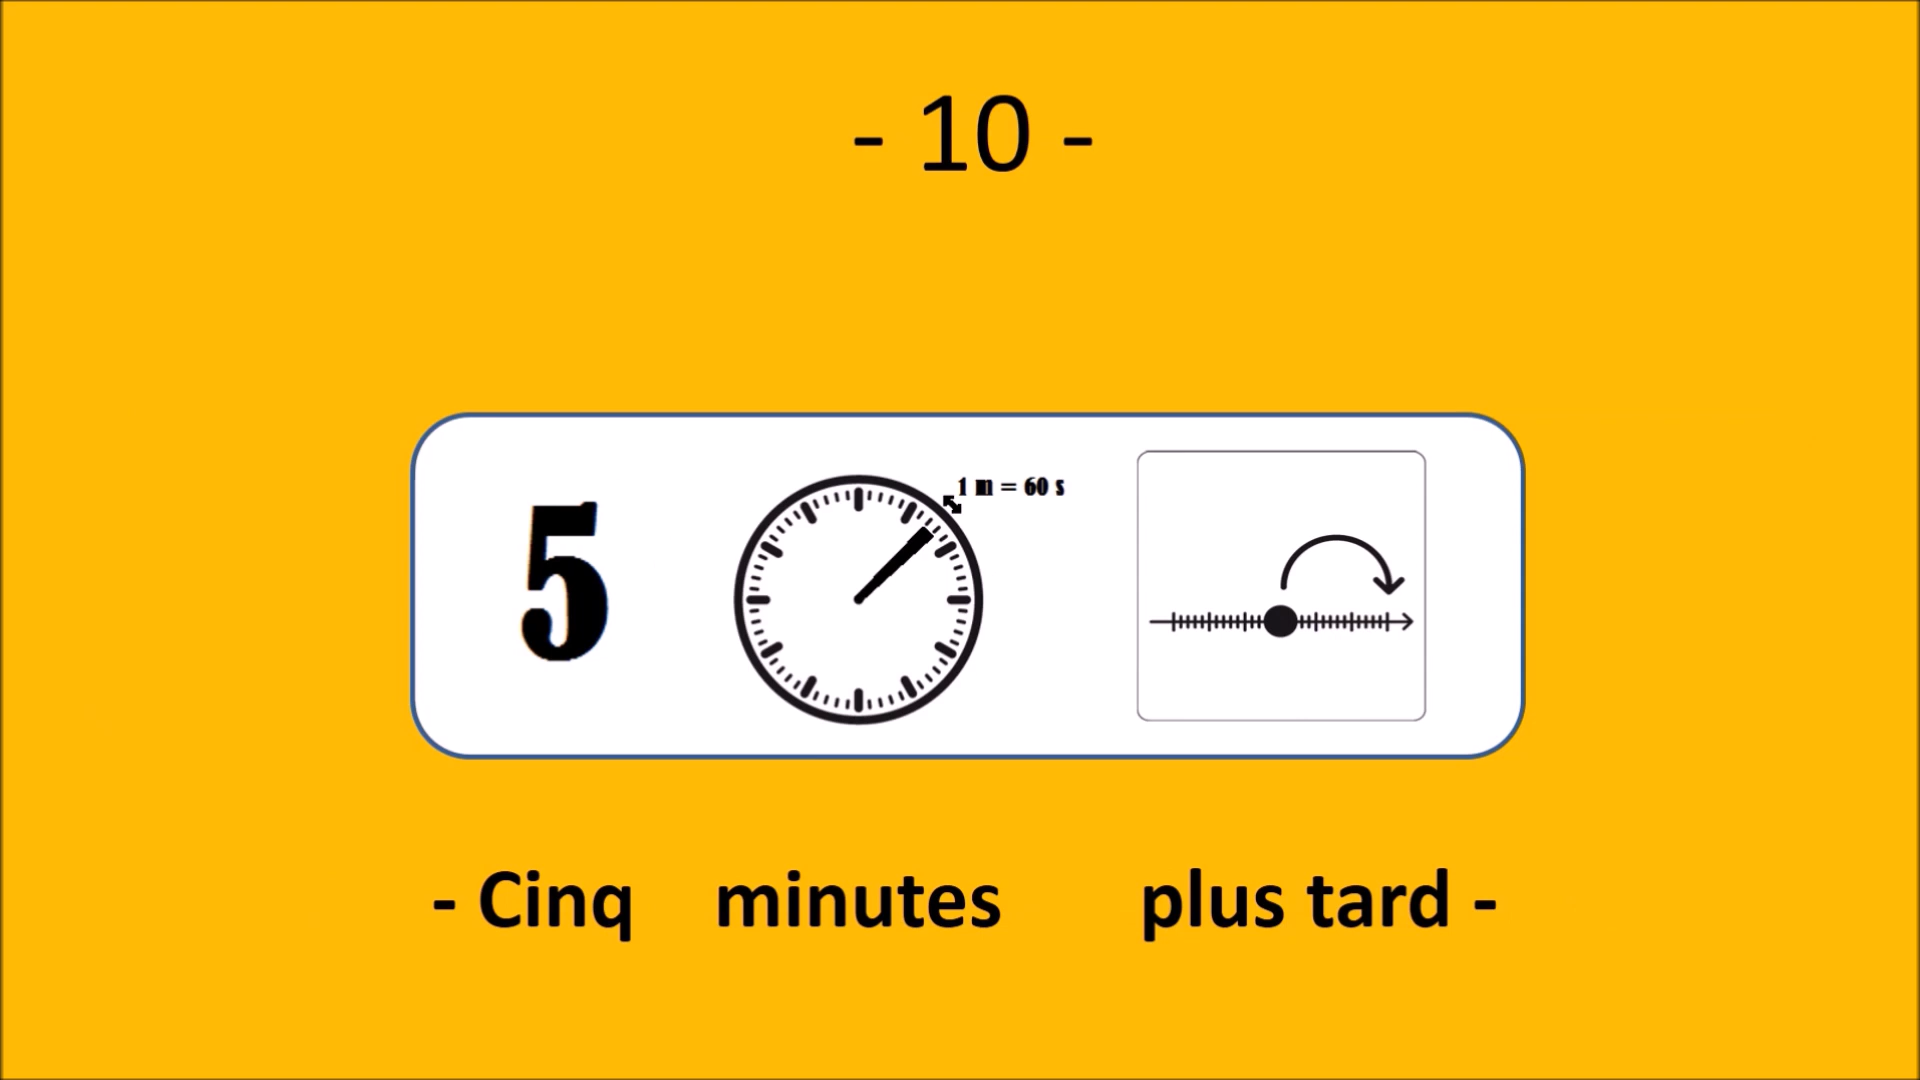 - 10 -
5
1 m = 60 s
- Cinq minutes plus tard -